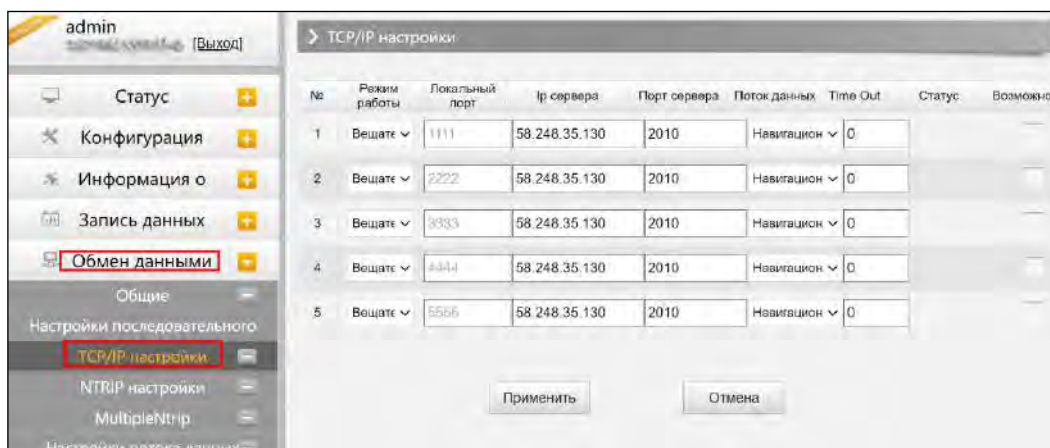 admin
[Выход]
Статус
Конфигурация
Информация о
Запись данных
Обмен данными
Общие
Настройки последовательного
TCP/IP настройки
NTRIP настройки
MultipleNtrip
Настройки потока данных
TCP/IP настройки
№ Режим работы Локальный порт Ip сервера Порт сервера Поток данных Time Out Статус Возможно
1 Вещате 1111 58.248.35.130 2010 Навигацион 0
2 Вещате 2222 58.248.35.130 2010 Навигацион 0
3 Вещате 3333 58.248.35.130 2010 Навигацион 0
4 Вещате 4444 58.248.35.130 2010 Навигацион 0
5 Вещате 5555 58.248.35.130 2010 Навигацион 0
Применить Отмена